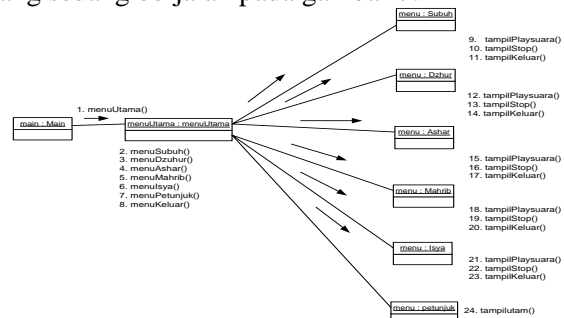 menu : Subuh
9. tampilPlaysuara()
10. tampilStop()
11. tampilKeluar()
menu : Dzhur
12. tampilPlaysuara()
13. tampilStop()
14. tampilKeluar()
1. menuUtama()
main : Main
menuUtama : menuUtama
menu : Ashar
2. menuSubuh()
3. menuDzuhur()
4. menuAshar()
5. menuMahrib()
6. menuIsya()
7. menuPetunjuk()
8. menuKeluar()
15. tampilPlaysuara()
16. tampilStop()
17. tampilKeluar()
menu : Mahrib
18. tampilPlaysuara()
19. tampilStop()
20. tampilKeluar()
menu : Isya
21. tampilPlaysuara()
22. tampilStop()
23. tampilKeluar()
menu : petunjuk
24. tampilutam()